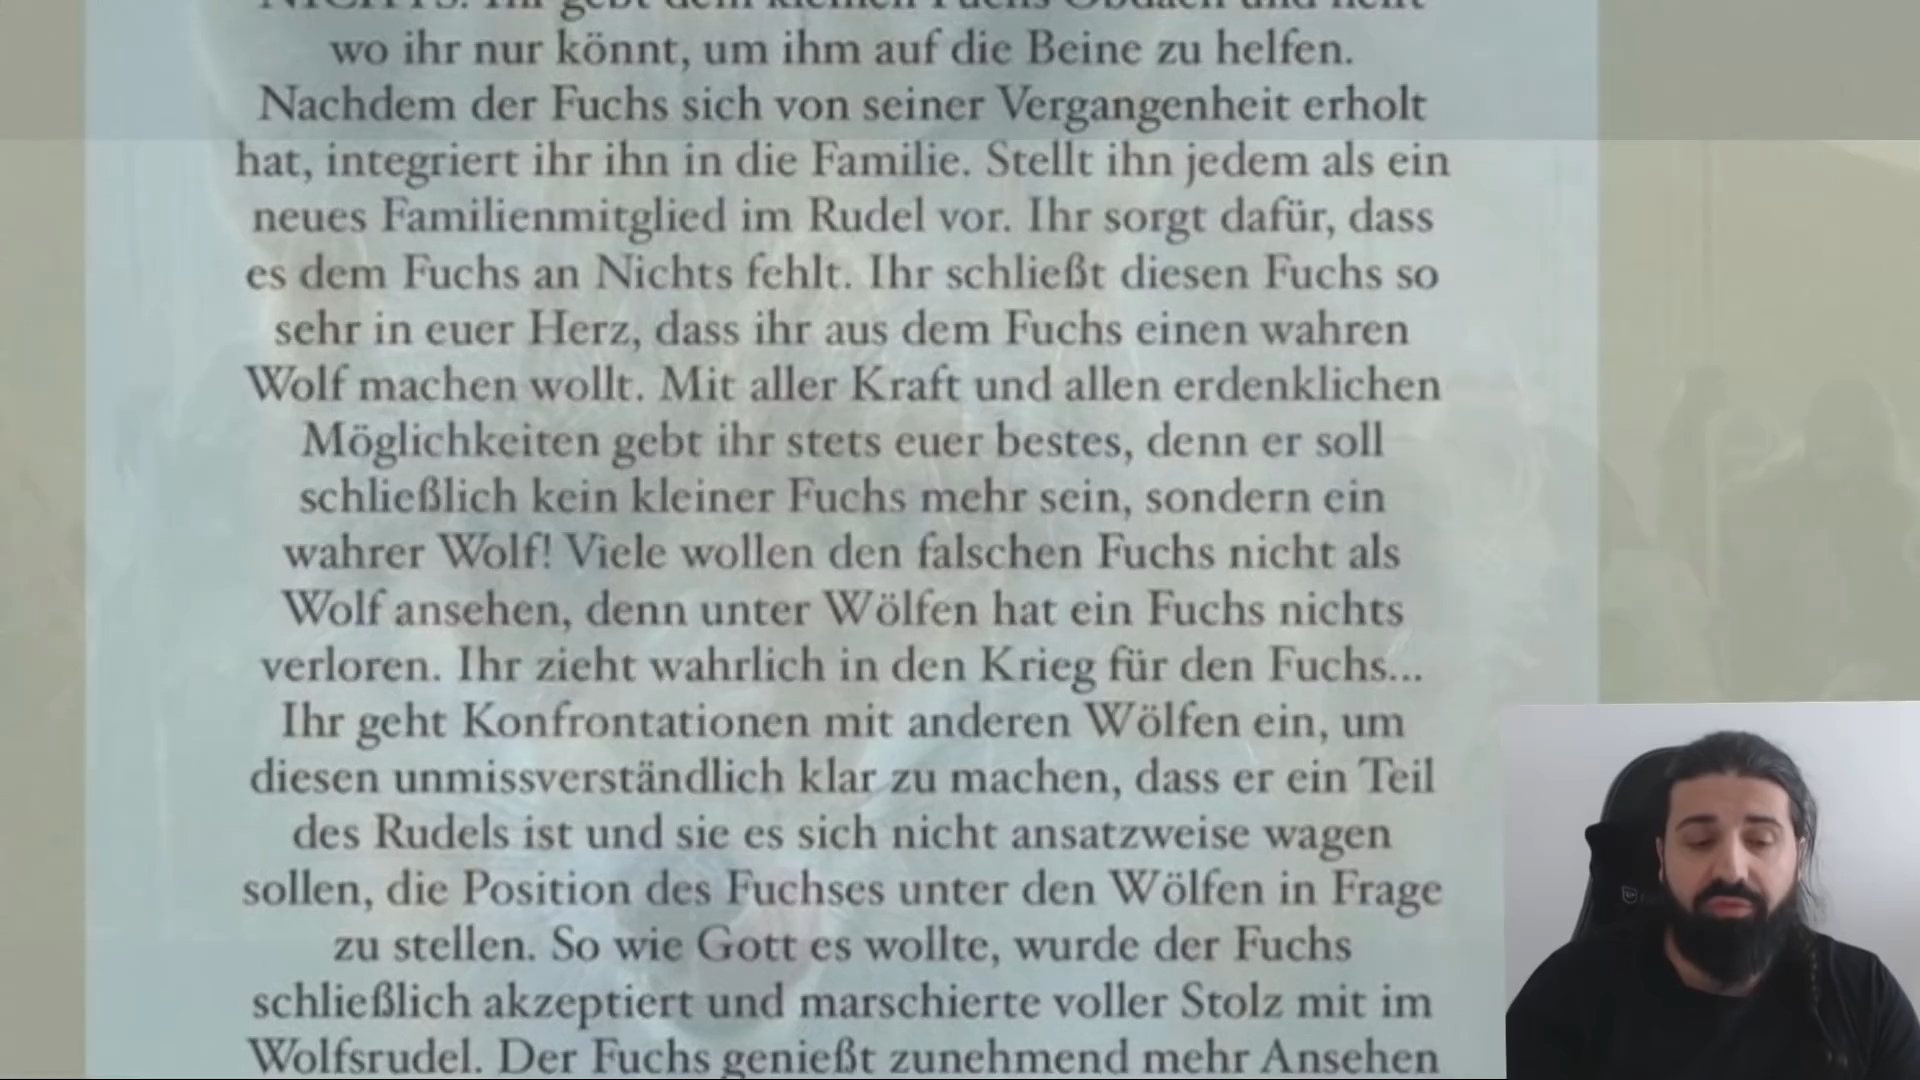 NICHTS. Ihr gebt dem kleinen Fuchs Obdach und helft
wo ihr nur könnt, um ihm auf die Beine zu helfen.
Nachdem der Fuchs sich von seiner Vergangenheit erholt
hat, integriert ihr ihn in die Familie. Stellt ihn jedem als ein
neues Familienmitglied im Rudel vor. Ihr sorgt dafür, dass
es dem Fuchs an Nichts fehlt. Ihr schließt diesen Fuchs so
sehr in euer Herz, dass ihr aus dem Fuchs einen wahren
Wolf machen wollt. Mit aller Kraft und allen erdenklichen
Möglichkeiten gebt ihr stets euer bestes, denn er soll
schließlich kein kleiner Fuchs mehr sein, sondern ein
wahrer Wolf! Viele wollen den falschen Fuchs nicht als
Wolf ansehen, denn unter Wölfen hat ein Fuchs nichts
verloren. Ihr zieht wahrlich in den Krieg für den Fuchs...
Ihr geht Konfrontationen mit anderen Wölfen ein, um
diesen unmissverständlich klar zu machen, dass er ein Teil
des Rudels ist und sie es sich nicht ansatzweise wagen
sollen, die Position des Fuchses unter den Wölfen in Frage
zu stellen. So wie Gott es wollte, wurde der Fuchs
schließlich akzeptiert und marschierte voller Stolz mit im
Wolfsrudel. Der Fuchs genießt zunehmend mehr Ansehen